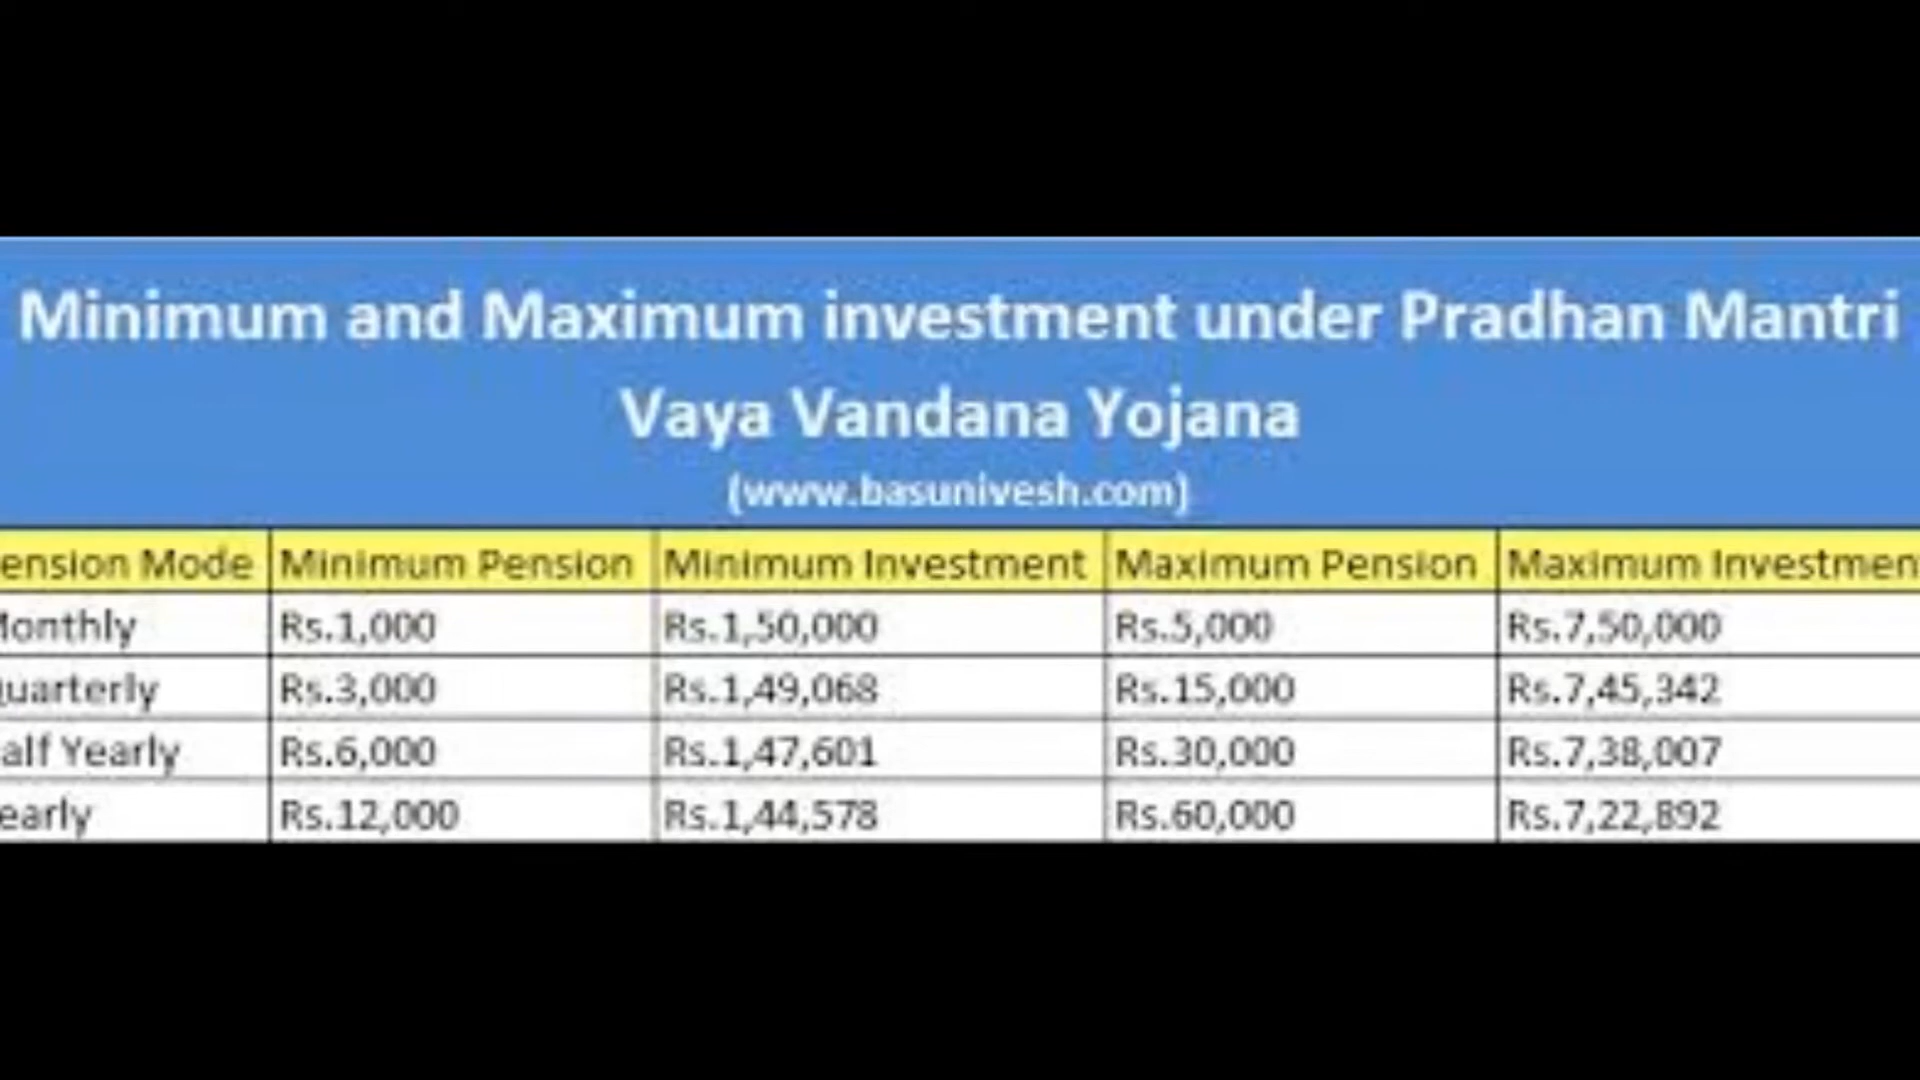 Minimum and Maximum investment under Pradhan Mantri
Vaya Vandana Yojana
(www.basunivesh.com)
ension Mode Minimum Pension Minimum Investment Maximum Pension Maximum Investmen
onthly Rs.1,000 Rs.1,50,000 Rs.5,000 Rs.7,50,000
uarterly Rs.3,000 Rs.1,49,068 Rs.15,000 Rs.7,45,342
alf Yearly Rs.6,000 Rs.1,47,601 Rs.30,000 Rs.7,38,007
early Rs.12,000 Rs.1,44,578 Rs.60,000 Rs.7,22,892